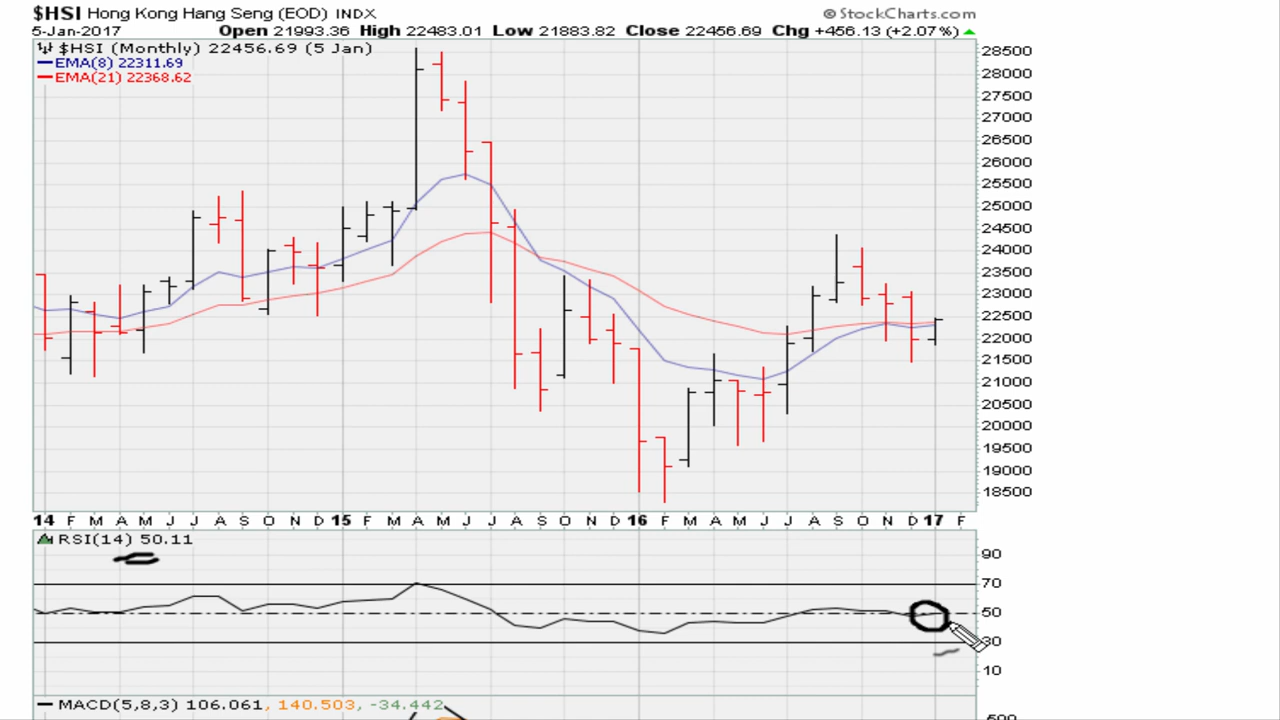 $HSI Hong Kong Hang Seng (EOD) INDX
© StockCharts.com
5-Jan-2017
Open 21993.36 High 22483.01 Low 21883.82 Close 22456.69 Chg +456.13 (+2.07%)
$HSI (Monthly) 22456.69 (5 Jan)
EMA(8) 22311.69
EMA(21) 22368.62
28500
28000
27500
27000
26500
26000
25500
25000
24500
24000
23500
23000
22500
22000
21500
21000
20500
20000
19500
19000
18500
14 F M A M J J A S O N D 15 F M A M J J A S O N D 16 F M A M J J A S O N D 17 F
RSI(14) 50.11
90
70
50
30
10
MACD(5,8,3) 106.061, 140.503, -34.442
500